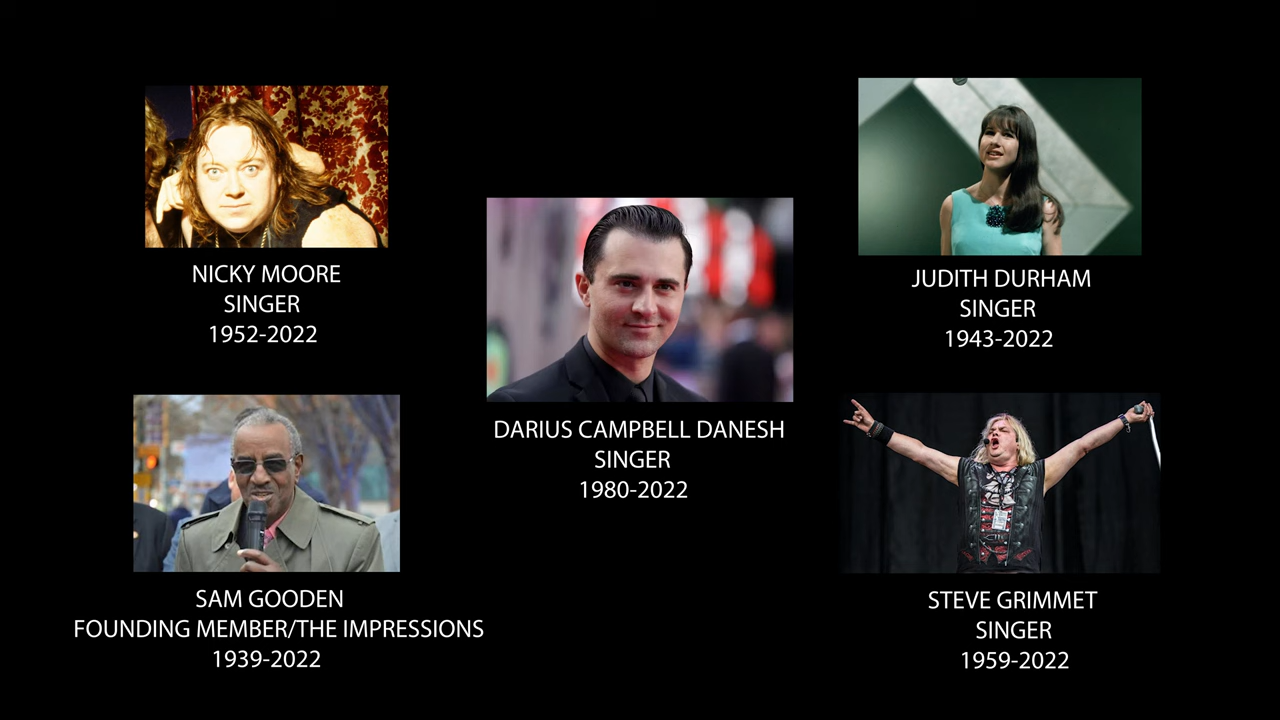 NICKY MOORE
SINGER
1952-2022
JUDITH DURHAM
SINGER
1943-2022
DARIUS CAMPBELL DANESH
SINGER
1980-2022
SAM GOODEN
FOUNDING MEMBER/THE IMPRESSIONS
1939-2022
STEVE GRIMMET
SINGER
1959-2022